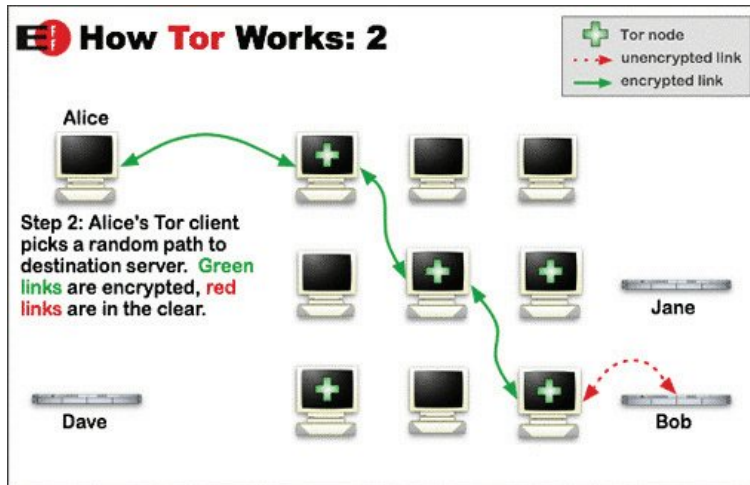 EFF How Tor Works: 2
Tor node
unencrypted link
encrypted link
Alice
Step 2: Alice's Tor client
picks a random path to
destination server. Green
links are encrypted, red
links are in the clear.
Jane
Dave
Bob